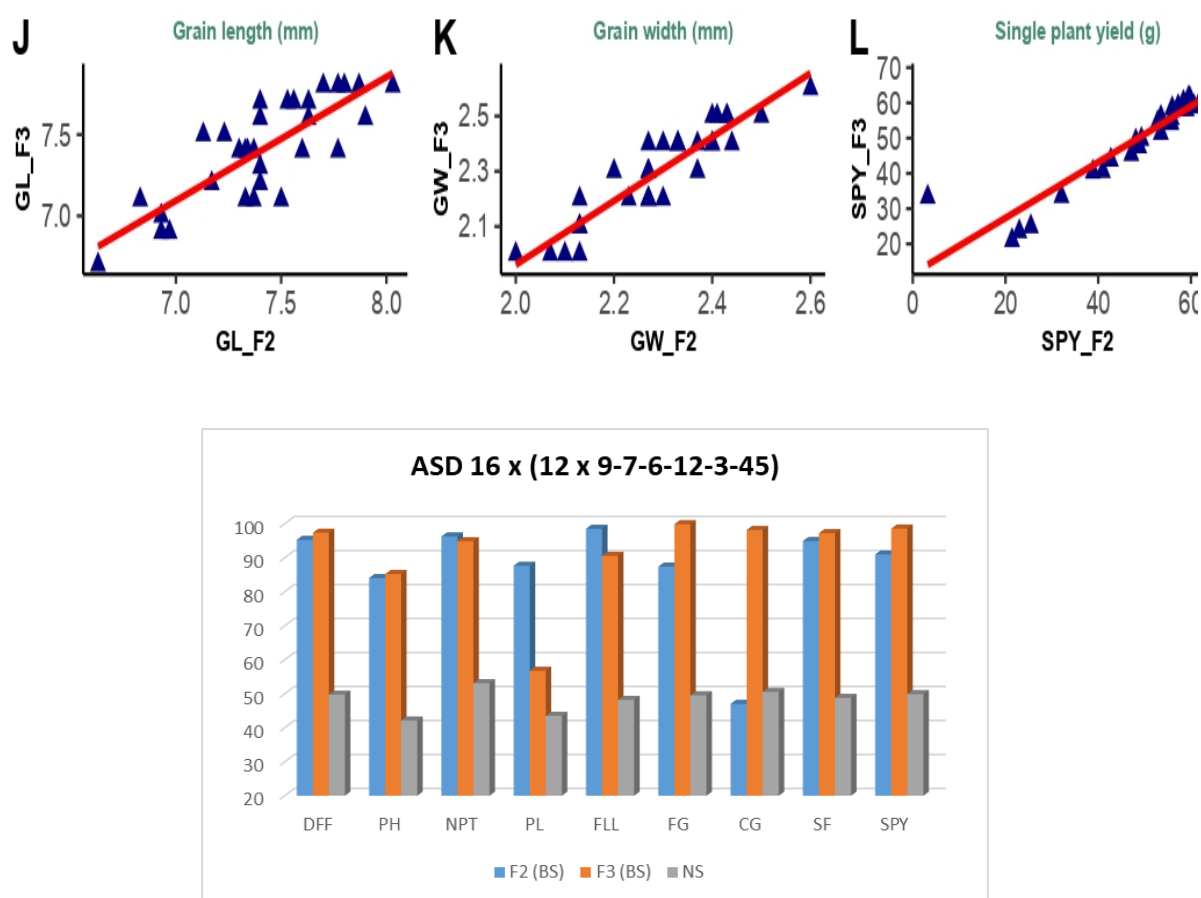 J Grain length (mm)
GL_F3
7.5
7.0
7.0 7.5 8.0
GL_F2
K Grain width (mm)
GW_F3
2.5
2.3
2.1
2.0 2.2 2.4 2.6
GW_F2
L Single plant yield (g)
SPY_F3
70
60
50
40
30
20
0 20 40 60
SPY_F2
ASD 16 x (12 x 9-7-6-12-3-45)
100
90
80
70
60
50
40
30
20
DFF PH NPT PL FLL FG CG SF SPY
F2 (BS) F3 (BS) NS